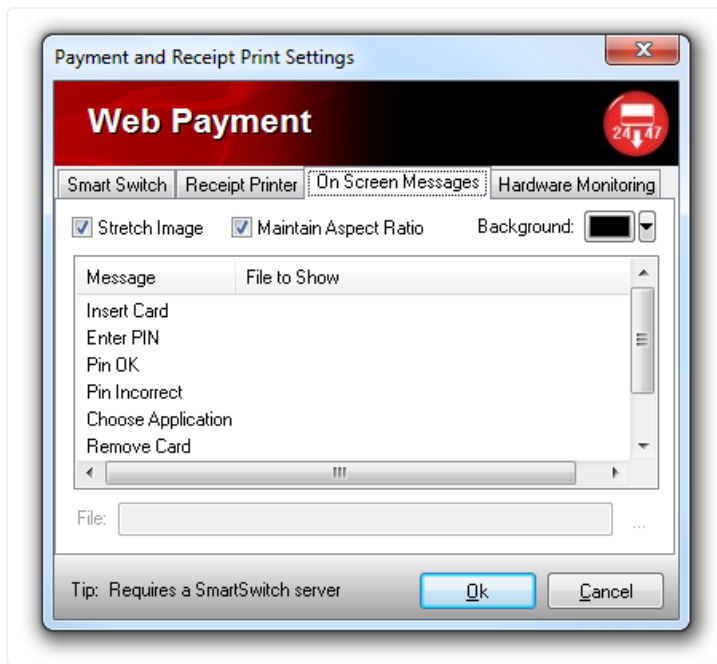 Payment and Receipt Print Settings
Web Payment
24 47
Smart Switch Receipt Printer On Screen Messages Hardware Monitoring
Stretch Image Maintain Aspect Ratio Background:
Message File to Show
Insert Card
Enter PIN
Pin OK
Pin Incorrect
Choose Application
Remove Card
File: ...
Tip: Requires a SmartSwitch server Ok Cancel